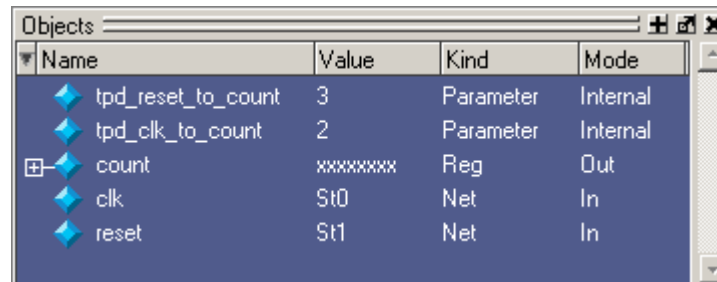 Objects
Name Value Kind Mode
tpd_reset_to_count 3 Parameter Internal
tpd_clk_to_count 2 Parameter Internal
count xxxxxxxx Reg Out
clk St0 Net In
reset St1 Net In